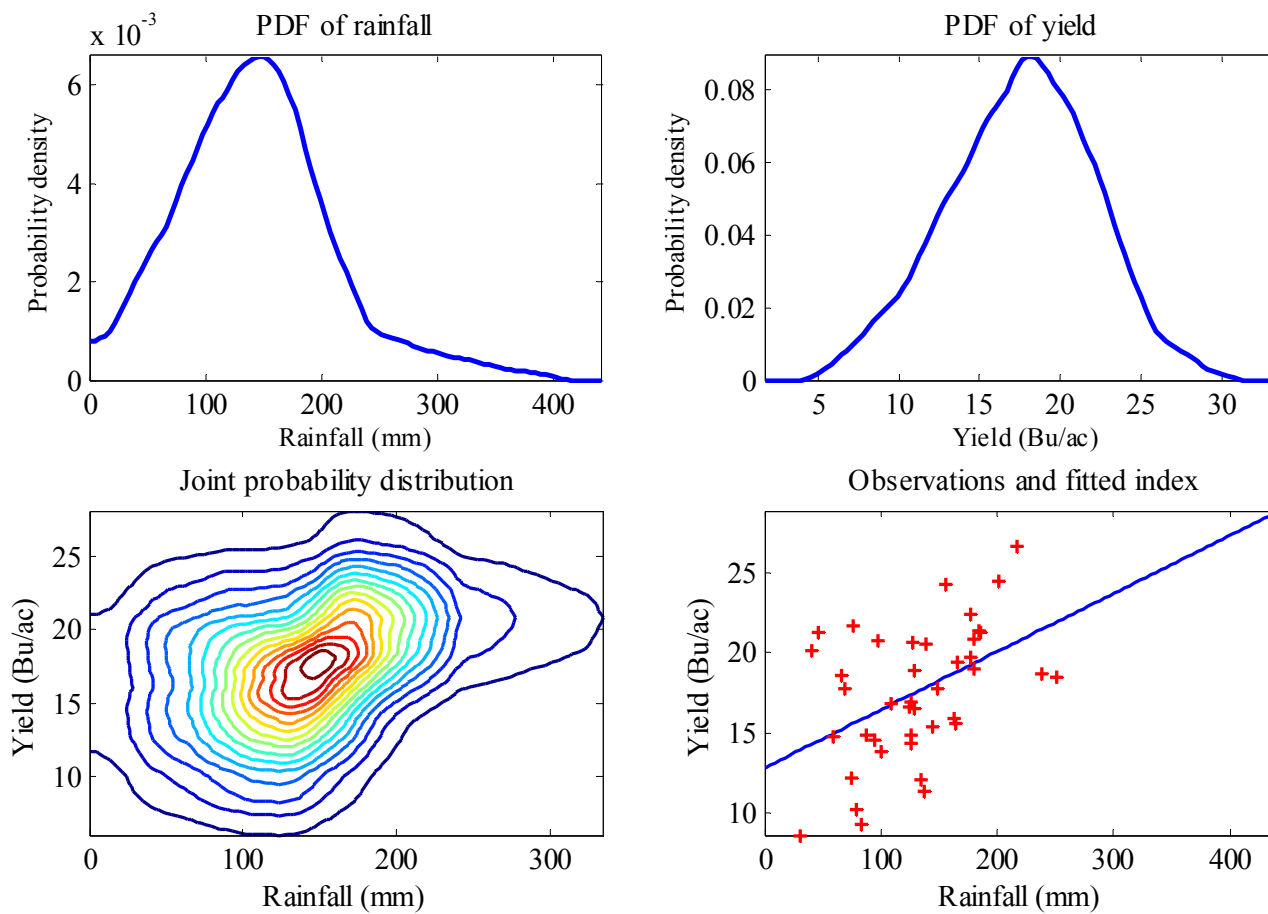 PDF of rainfall
x 10⁻³
6
4
2
0
Probability density
0 100 200 300 400
Rainfall (mm)
PDF of yield
0.08
0.06
0.04
0.02
0
Probability density
5 10 15 20 25 30
Yield (Bu/ac)
Joint probability distribution
25
20
15
10
Yield (Bu/ac)
0 100 200 300
Rainfall (mm)
Observations and fitted index
25
20
15
10
Yield (Bu/ac)
0 100 200 300 400
Rainfall (mm)